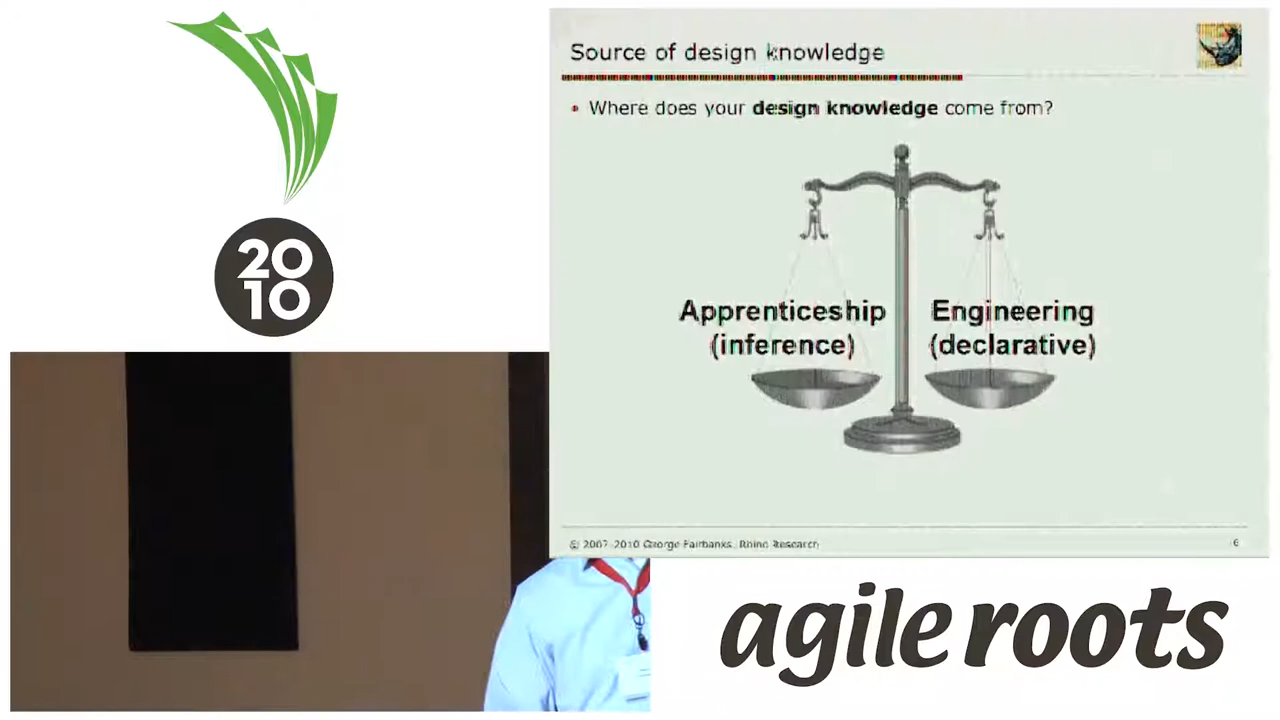 20
10
Source of design knowledge
• Where does your design knowledge come from?
Apprenticeship
(inference)
Engineering
(declarative)
© 2007-2010 George Fairbanks, Rhino Research
6
agile roots